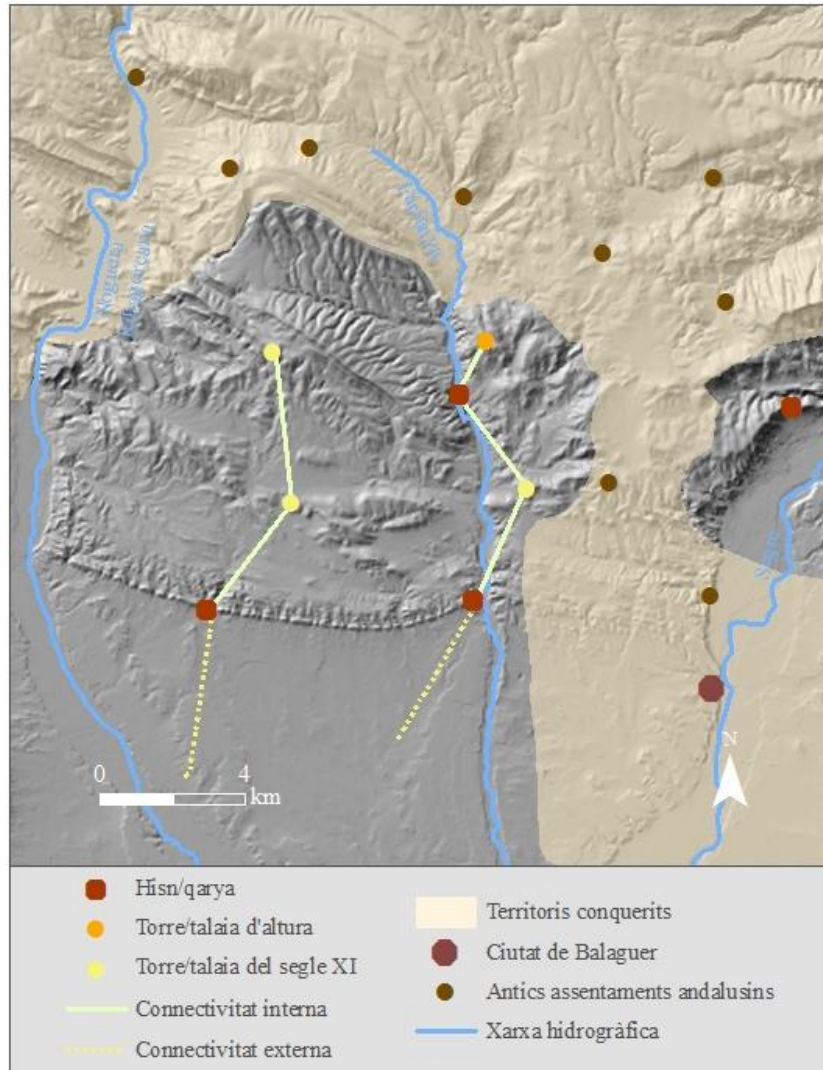 Noguera
Ribagorçana
Farfanya
Segre
N
0 4
km
Hisn/qarya
Torre/talaia d'altura
Torre/talaia del segle XI
Connectivitat interna
Connectivitat externa
Territoris conquerits
Ciutat de Balaguer
Antics assentaments andalusins
Xarxa hidrogràfica